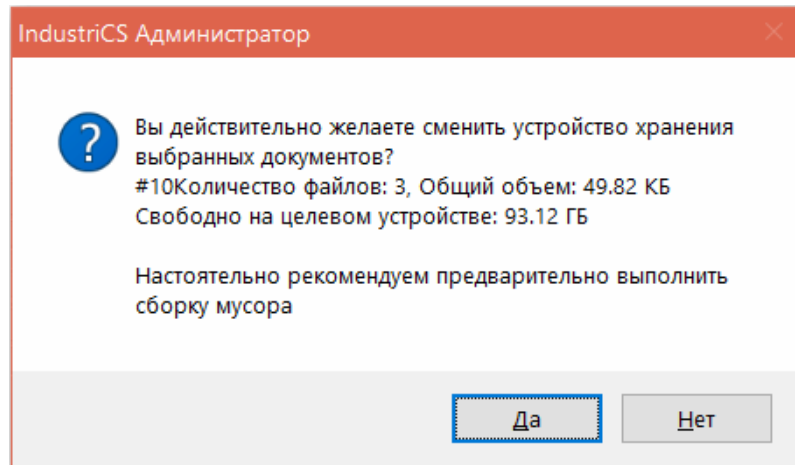 IndustriCS Администратор
?
Вы действительно желаете сменить устройство хранения
выбранных документов?
#10Количество файлов: 3, Общий объем: 49.82 КБ
Свободно на целевом устройстве: 93.12 ГБ
Настоятельно рекомендуем предварительно выполнить
сборку мусора
Да
Нет